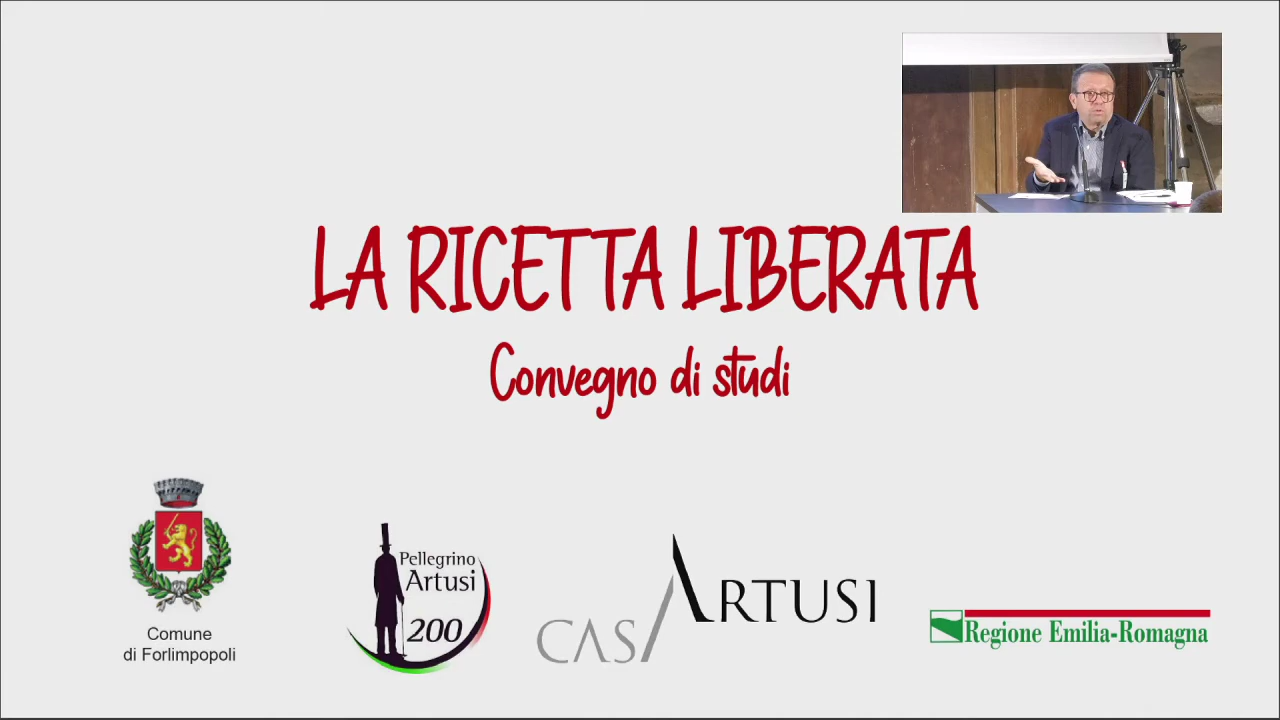 LA RICETTA LIBERATA
Convegno di studi
Comune
di Forlimpopoli
Pellegrino
Artusi
200
CASA ARTUSI
Regione Emilia-Romagna